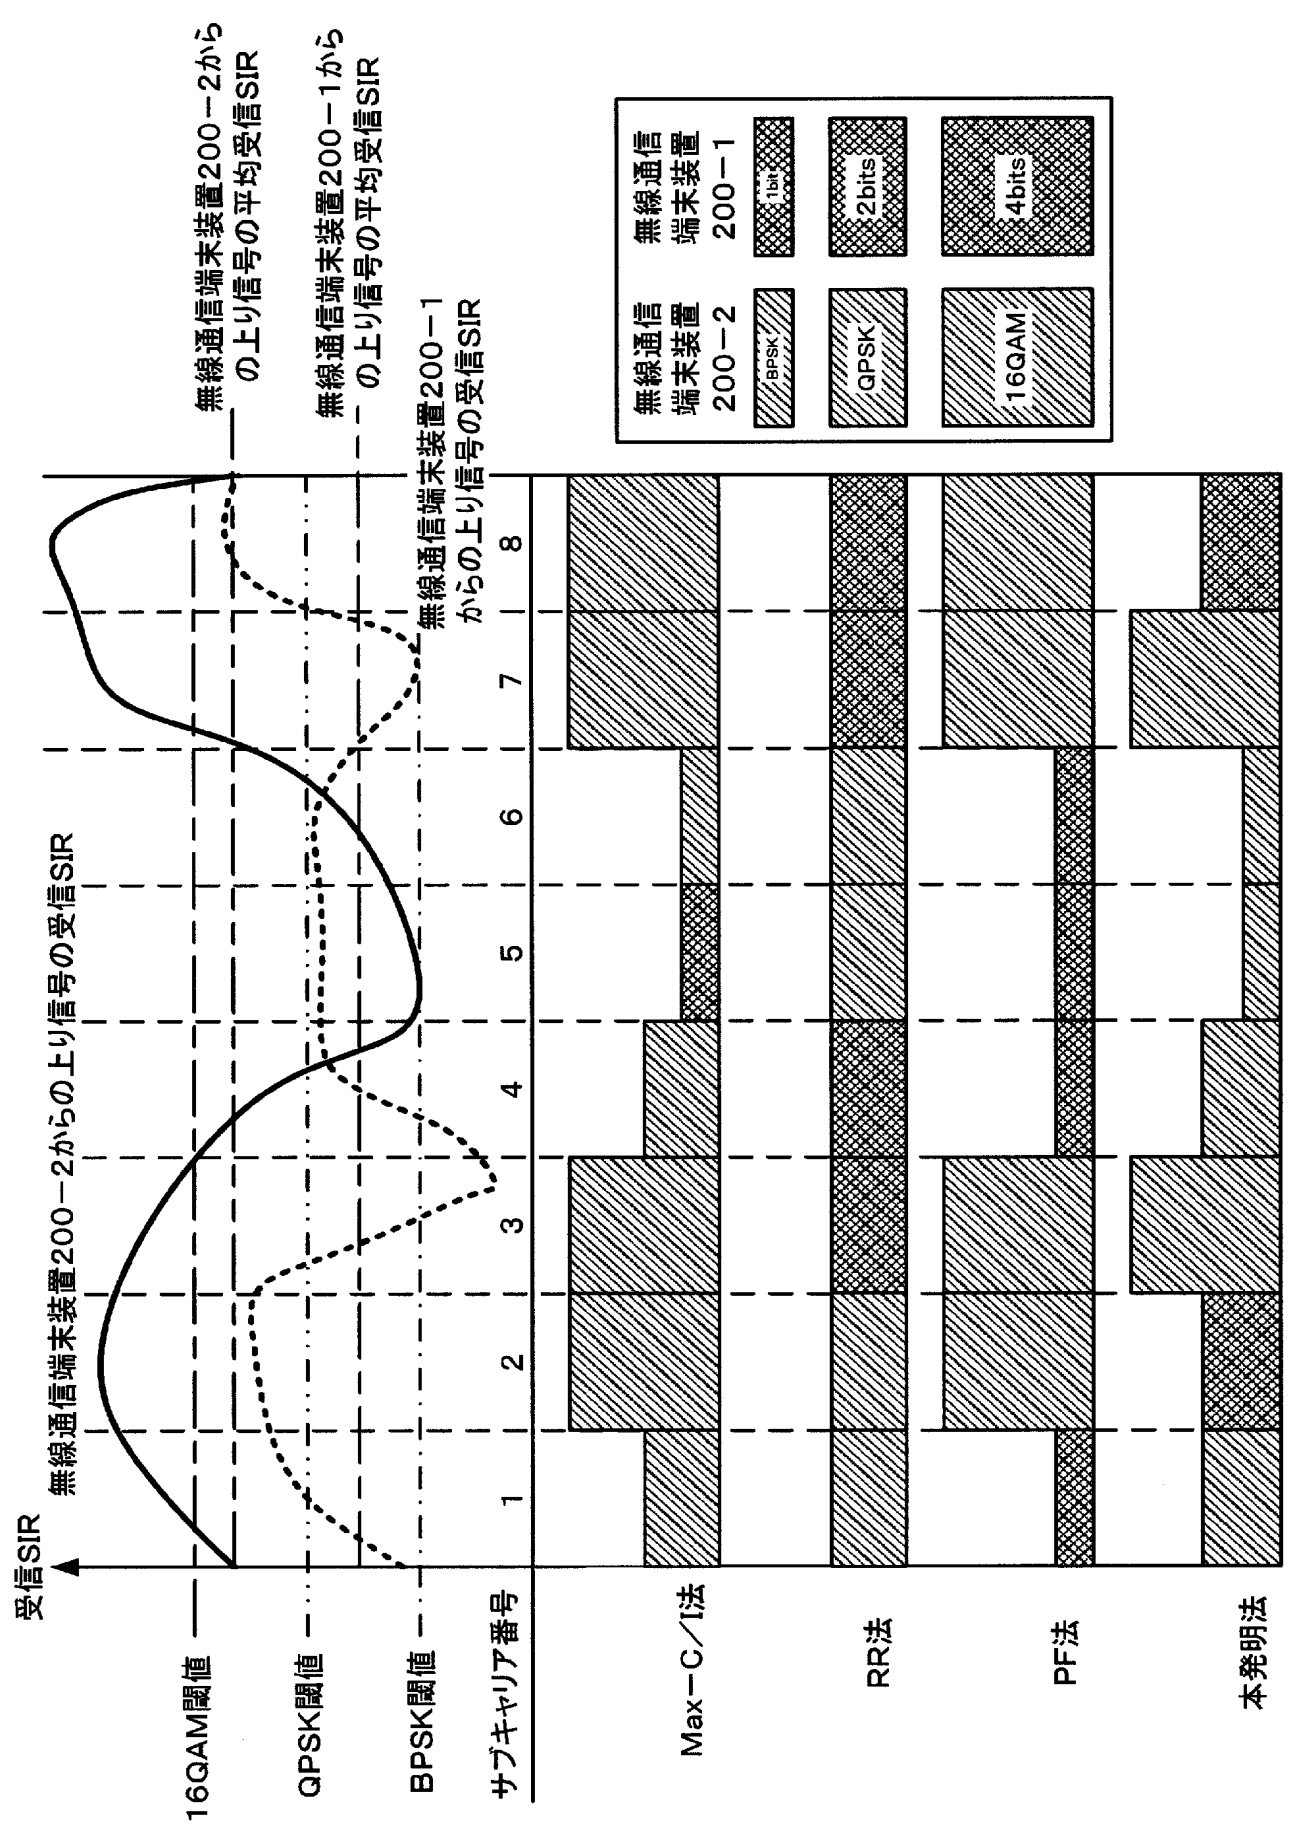 受信SIR
無線通信端末装置200-2からの上り信号の受信SIR
無線通信端末装置200-2から
の上り信号の平均受信SIR
無線通信端末装置200-1から
の上り信号の平均受信SIR
無線通信端末装置200-1
からの上り信号の受信SIR
16QAM閾値
QPSK閾値
BPSK閾値
サブキャリア番号 1 2 3 4 5 6 7 8
Max-C/I法
RR法
PF法
本発明法
無線通信
端末装置
200-2
無線通信
端末装置
200-1
BPSK
1bit
QPSK
2bits
16QAM
4bits